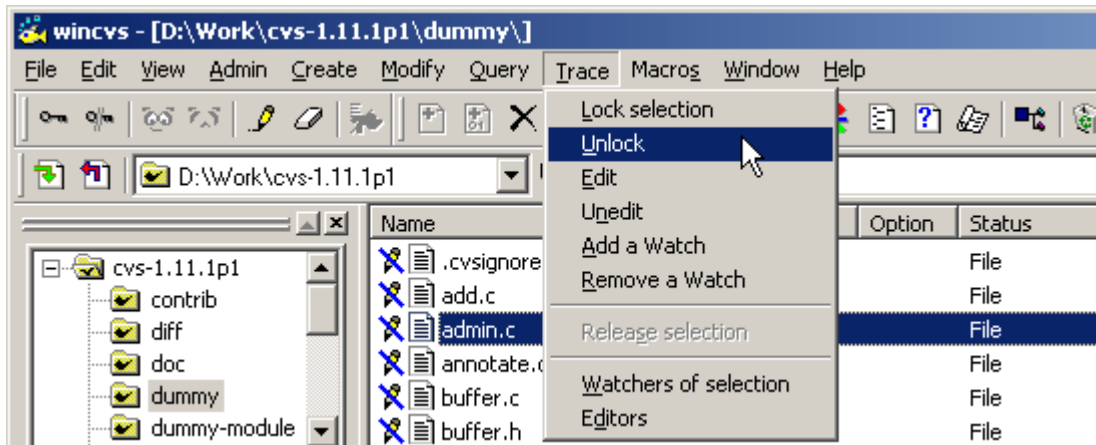 wincvs - [D:\Work\cvs-1.11.1p1\dummy\]
File Edit View Admin Create Modify Query Trace Macros Window Help
Lock selection
Unlock
Edit
Unedit
Add a Watch
Remove a Watch
Release selection
Watchers of selection
Editors
D:\Work\cvs-1.11.1p1
cvs-1.11.1p1
contrib
diff
doc
dummy
dummy-module
Name Option Status
.cvsignore File
add.c File
admin.c File
annotate.c File
buffer.c File
buffer.h File